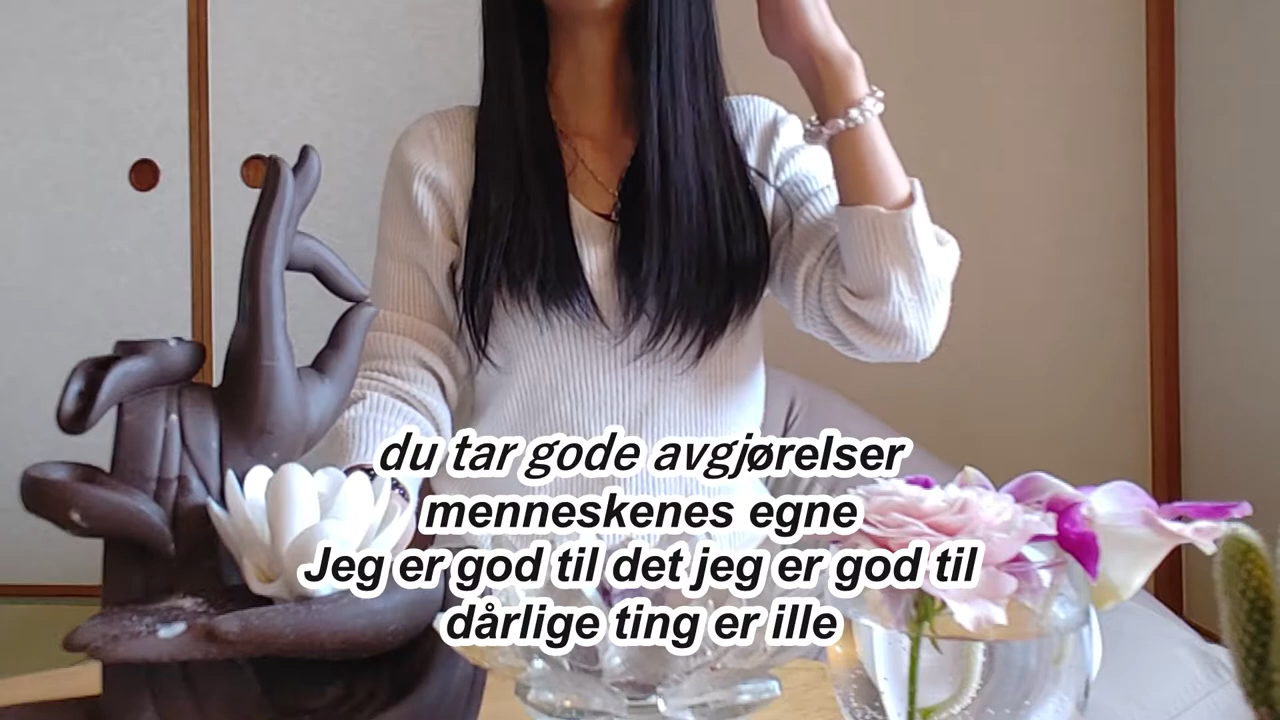 du tar gode avgjørelser
menneskenes egne
Jeg er god til det jeg er god til
dårlige ting er ille